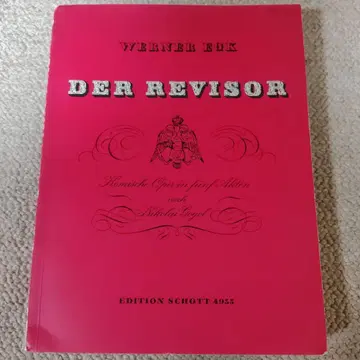 WERNER EGK
DER REVISOR
Komische Oper in fünf Akten
nach
Nikolai Gogol
EDITION SCHOTT 4955